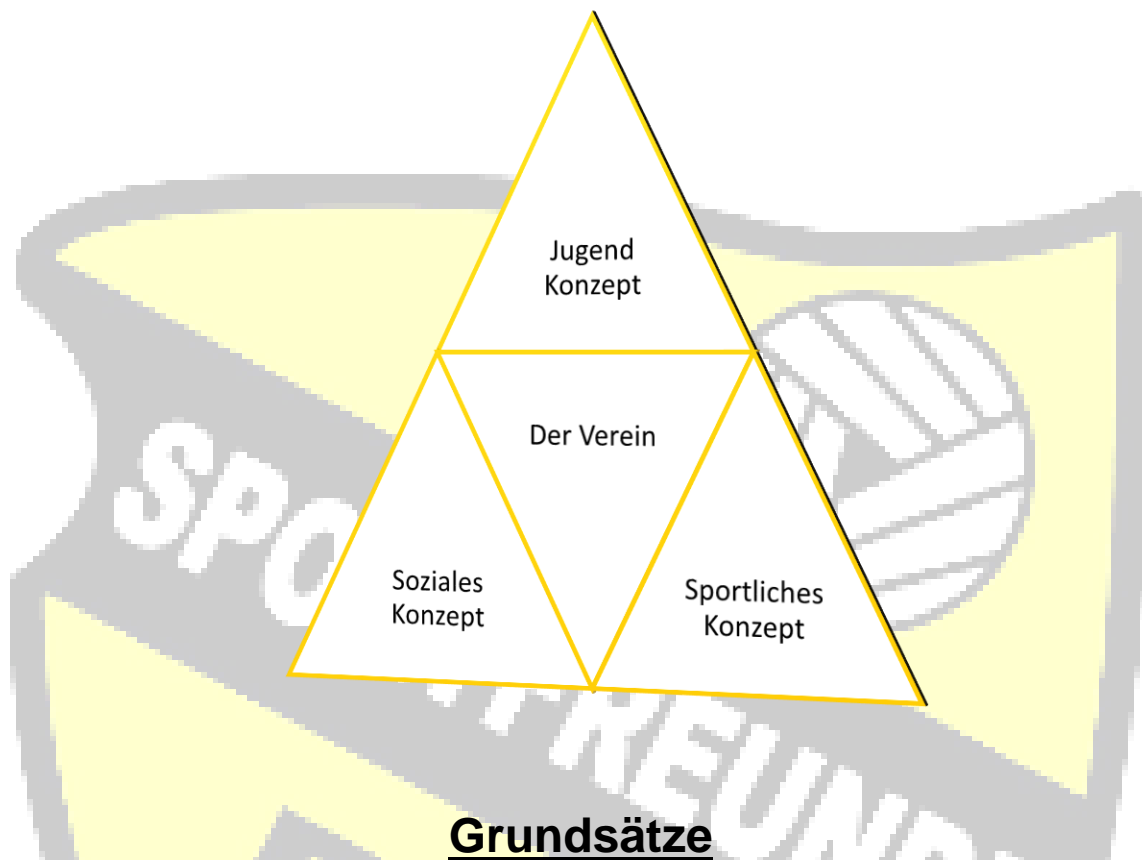 Jugend
Konzept
Der Verein
Soziales
Konzept
Sportliches
Konzept
Grundsätze